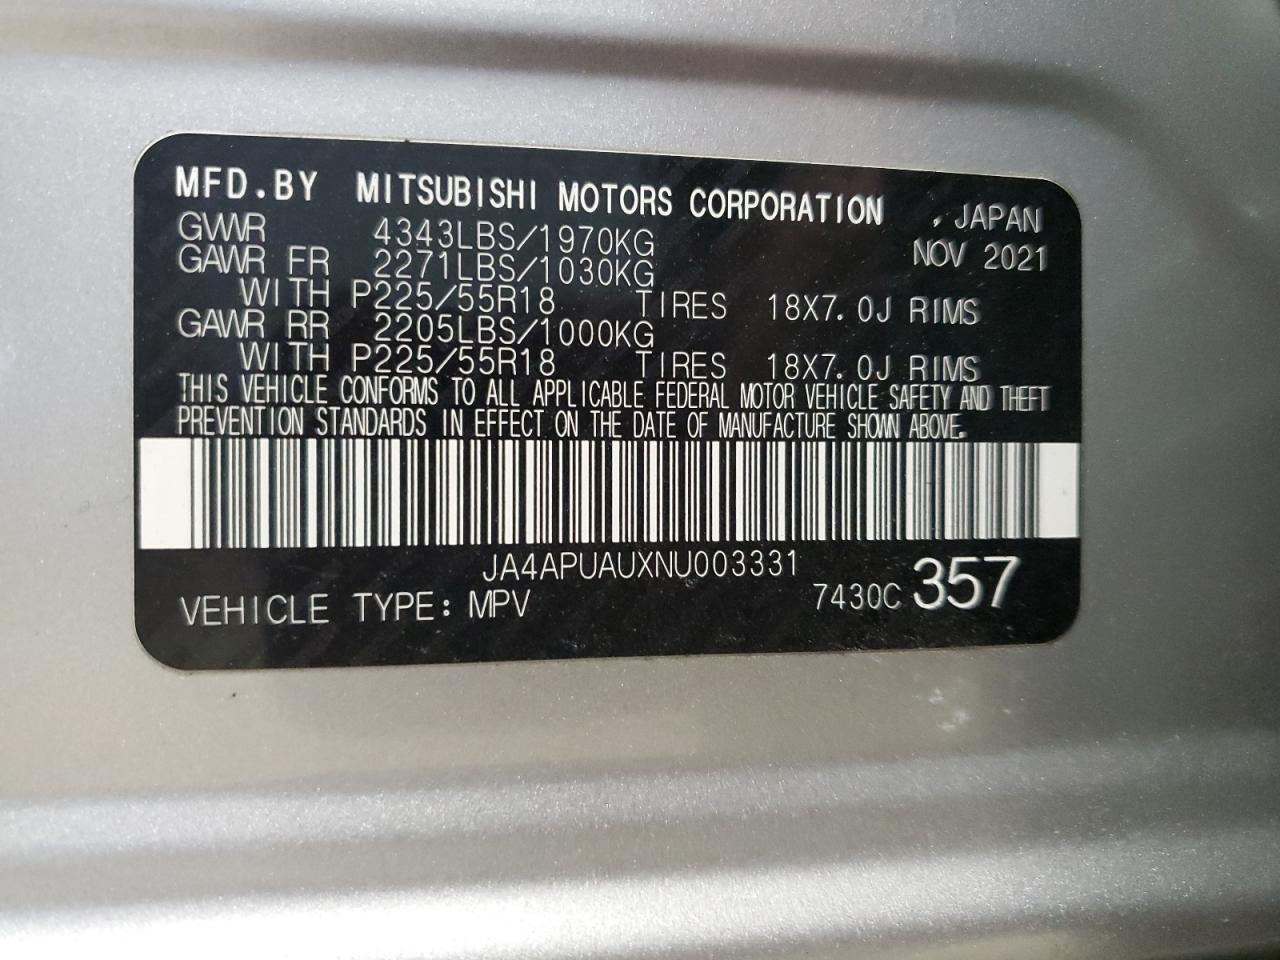 MFD.BY MITSUBISHI MOTORS CORPORATION , JAPAN
GVWR 4343LBS/1970KG NOV 2021
GAWR FR 2271LBS/1030KG
WITH P225/55R18 TIRES 18X7.0J RIMS
GAWR RR 2205LBS/1000KG
WITH P225/55R18 TIRES 18X7.0J RIMS
THIS VEHICLE CONFORMS TO ALL APPLICABLE FEDERAL MOTOR VEHICLE SAFETY AND THEFT
PREVENTION STANDARDS IN EFFECT ON THE DATE OF MANUFACTURE SHOWN ABOVE.
JA4APUAUXNU003331
VEHICLE TYPE: MPV 7430C 357